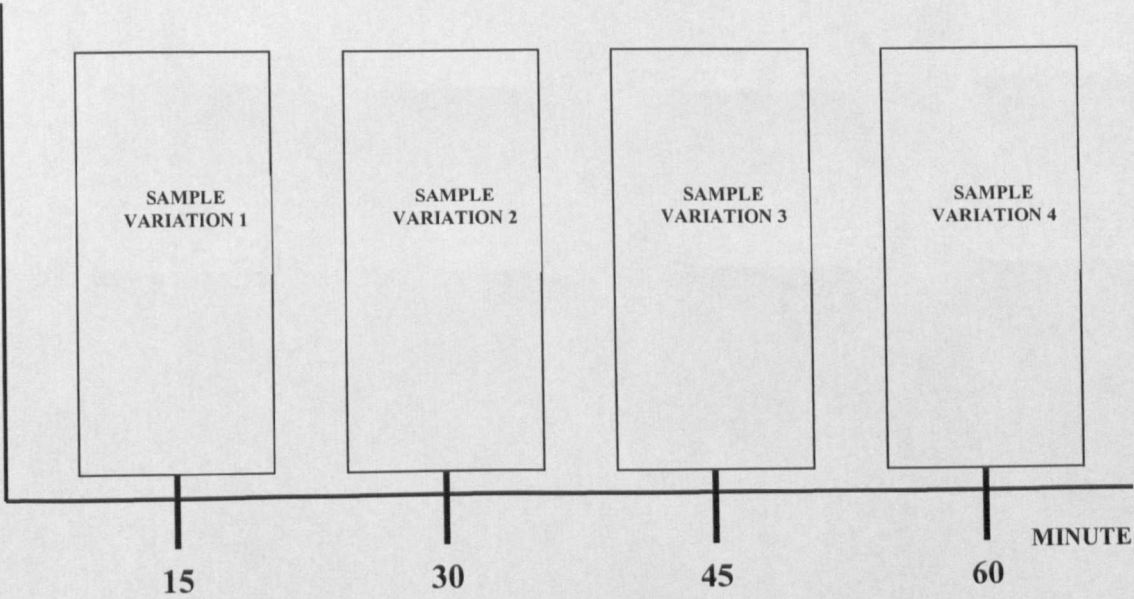 SAMPLE
VARIATION 1
SAMPLE
VARIATION 2
SAMPLE
VARIATION 3
SAMPLE
VARIATION 4
MINUTE
15
30
45
60